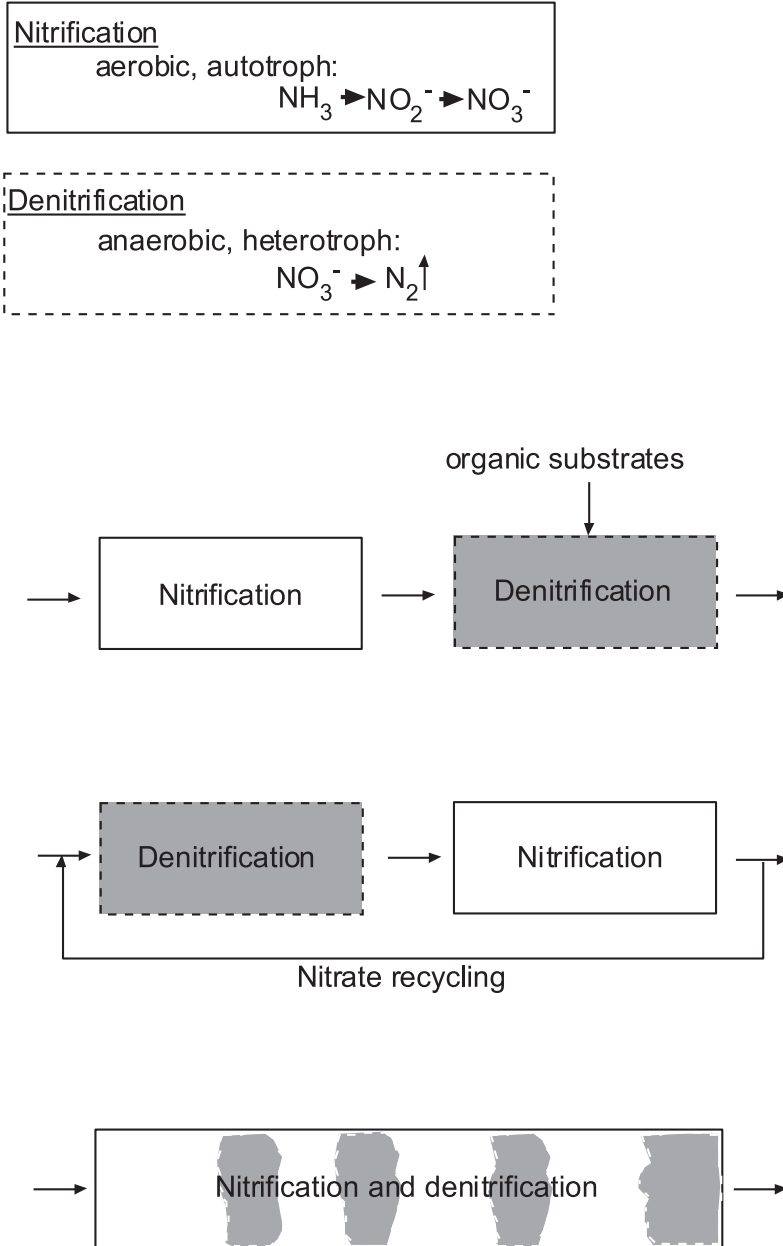 Nitrification
aerobic, autotroph:
NH₃ → NO₂⁻ → NO₃⁻
Denitrification
anaerobic, heterotroph:
NO₃⁻ → N₂↑
organic substrates
Nitrification
Denitrification
Denitrification
Nitrification
Nitrate recycling
Nitrification and denitrification